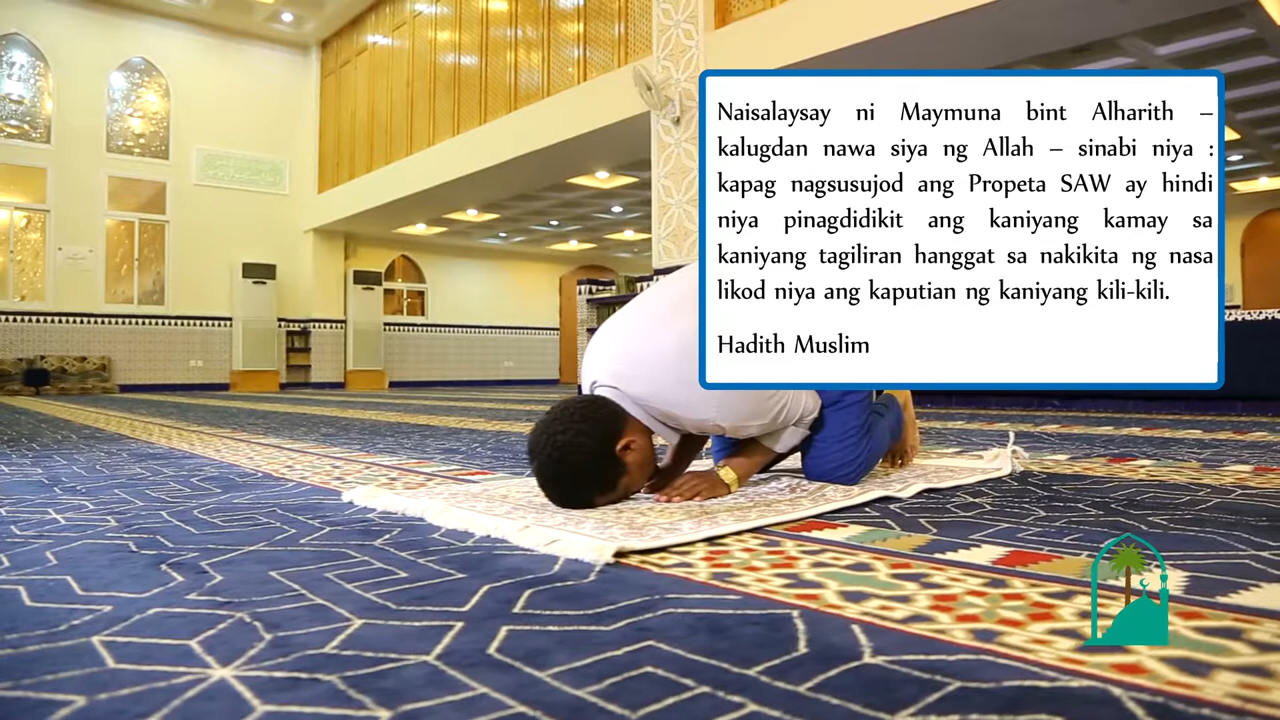 Naisalaysay ni Maymuna bint Alharith –
kalugdan nawa siya ng Allah – sinabi niya :
kapag nagsusujod ang Propeta SAW ay hindi
niya pinagdidikit ang kaniyang kamay sa
kaniyang tagiliran hanggat sa nakikita ng nasa
likod niya ang kaputian ng kaniyang kili-kili.
Hadith Muslim